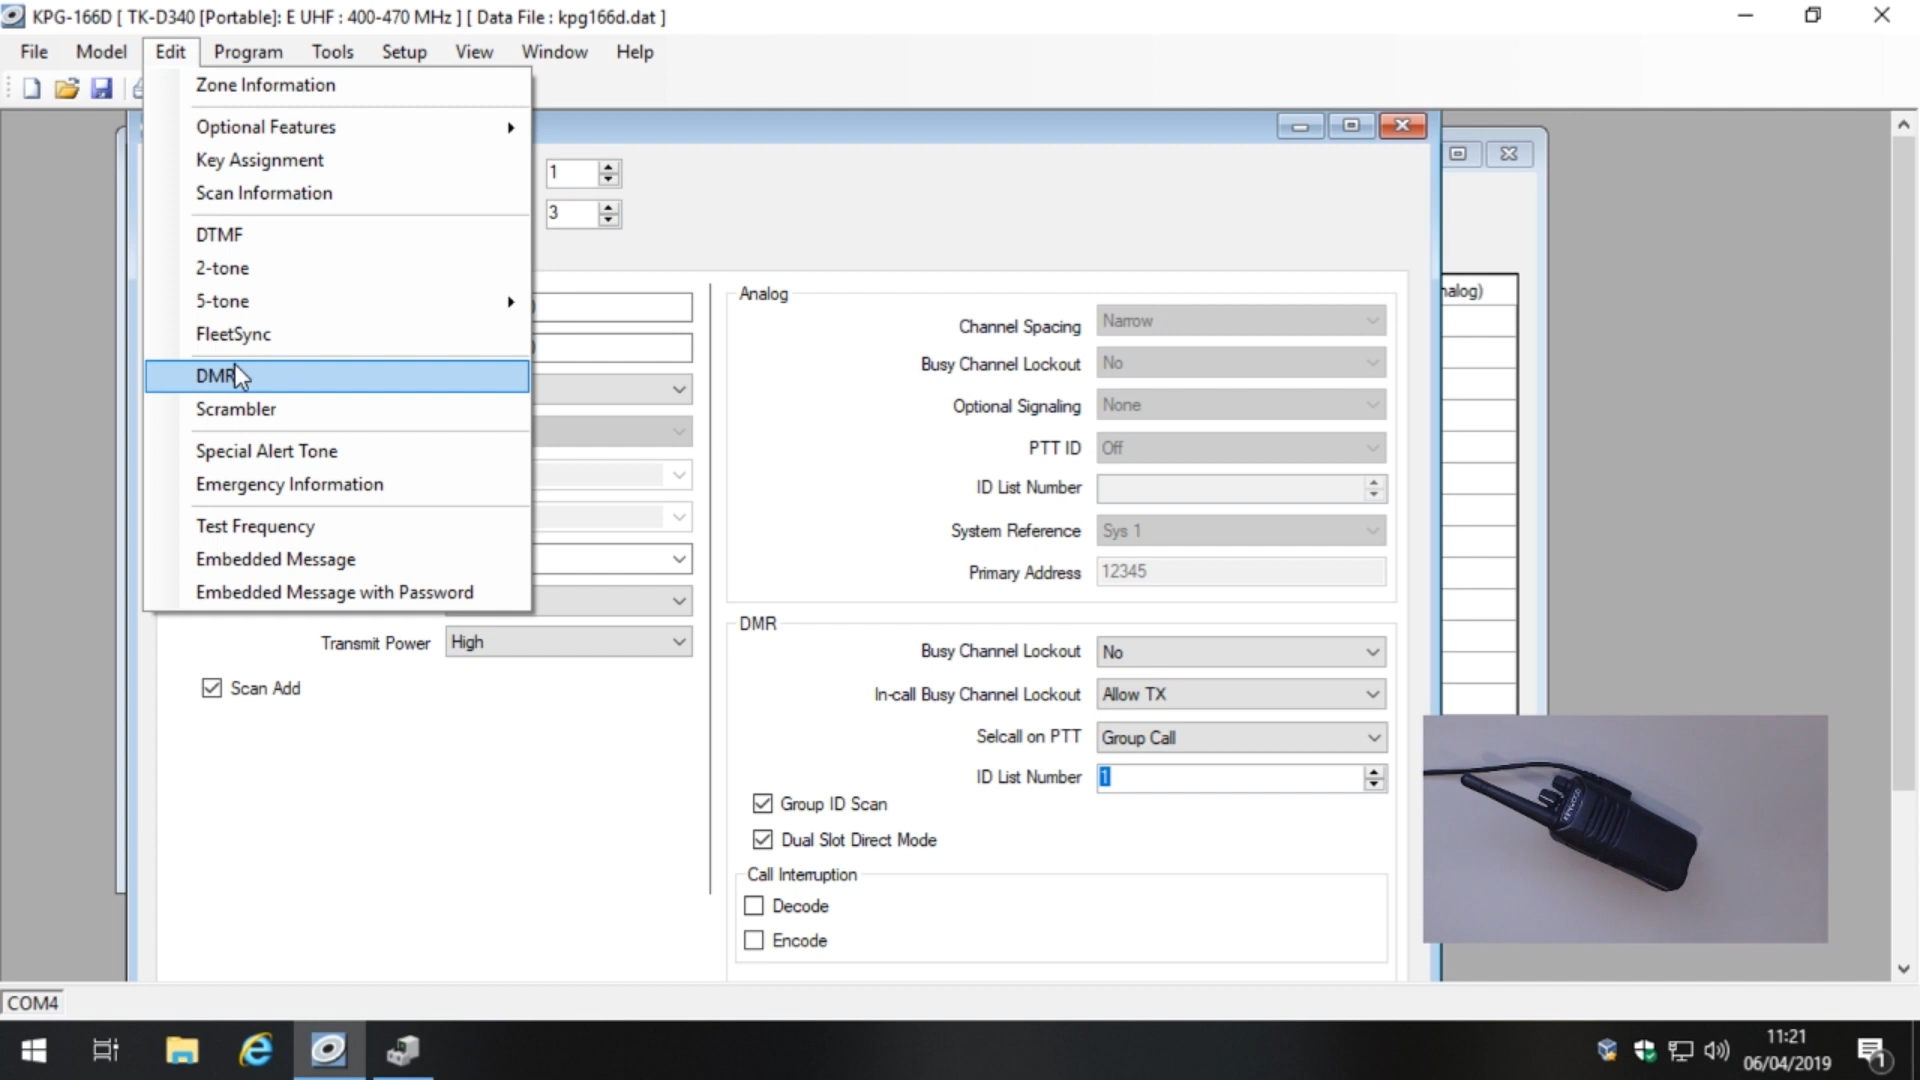 KPG-166D [ TK-D340 [Portable]: E UHF : 400-470 MHz ] [ Data File : kpg166d.dat ]
File Model Edit Program Tools Setup View Window Help
Zone Information
Optional Features
Key Assignment
Scan Information
DTMF
2-tone
5-tone
FleetSync
DMR
Scrambler
Special Alert Tone
Emergency Information
Test Frequency
Embedded Message
Embedded Message with Password
1
3
Transmit Power High
Scan Add
Analog
Channel Spacing Narrow
Busy Channel Lockout No
Optional Signaling None
PTT ID Off
ID List Number
System Reference Sys 1
Primary Address 12345
DMR
Busy Channel Lockout No
In-call Busy Channel Lockout Allow TX
Selcall on PTT Group Call
ID List Number 1
Group ID Scan
Dual Slot Direct Mode
Call Interruption
Decode
Encode
nalog)
KENWOOD
COM4
11:21
06/04/2019
1